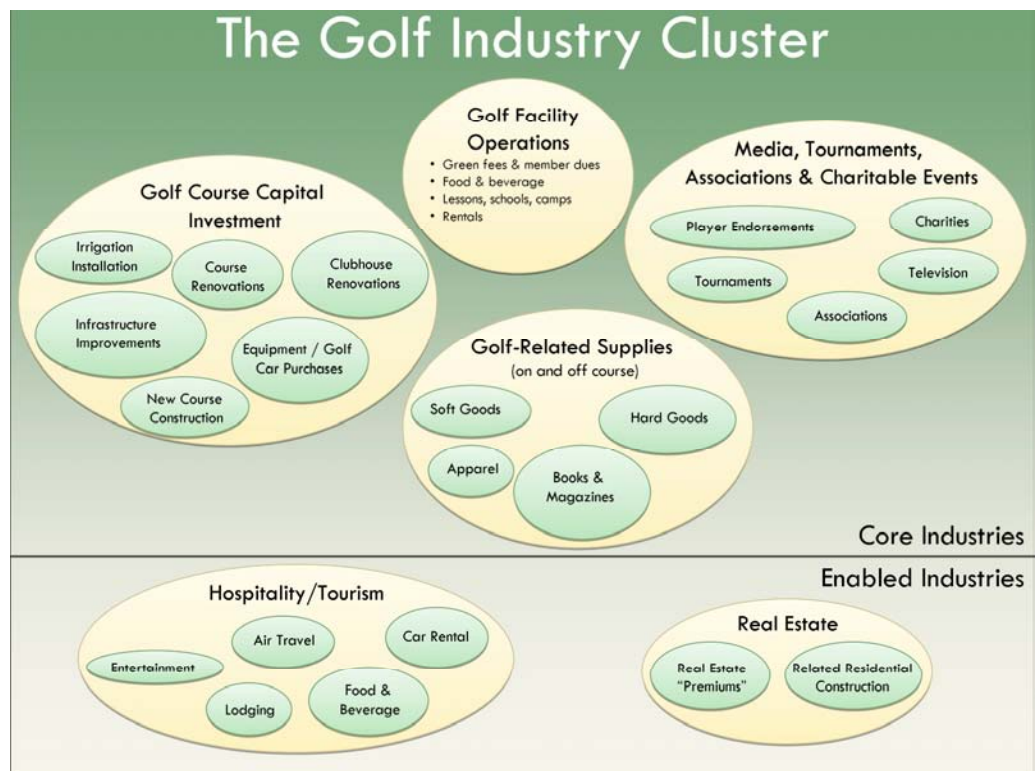 The Golf Industry Cluster
Golf Facility
Operations
• Green fees & member dues
• Food & beverage
• Lessons, schools, camps
• Rentals
Golf Course Capital
Investment
Irrigation
Installation
Course
Renovations
Clubhouse
Renovations
Infrastructure
Improvements
Equipment / Golf
Car Purchases
New Course
Construction
Media, Tournaments,
Associations & Charitable Events
Player Endorsements
Charities
Tournaments
Television
Associations
Golf-Related Supplies
(on and off course)
Soft Goods
Hard Goods
Apparel
Books &
Magazines
Core Industries
Enabled Industries
Hospitality/Tourism
Air Travel
Car Rental
Entertainment
Lodging
Food &
Beverage
Real Estate
Real Estate
"Premiums"
Related Residential
Construction